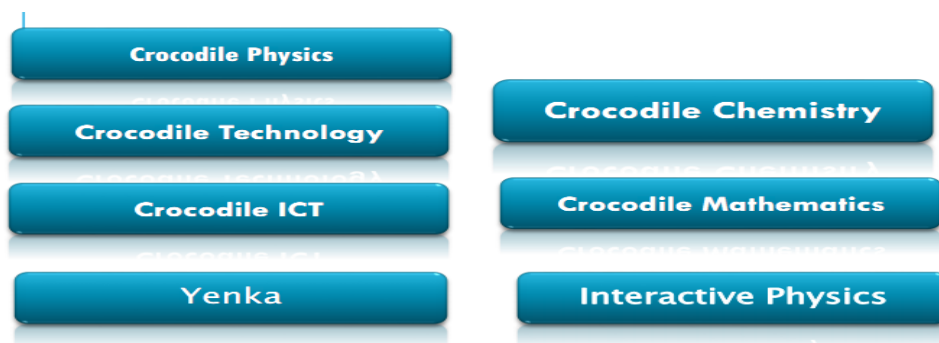 Crocodile Physics
Crocodile Technology
Crocodile ICT
Yenka
Crocodile Chemistry
Crocodile Mathematics
Interactive Physics